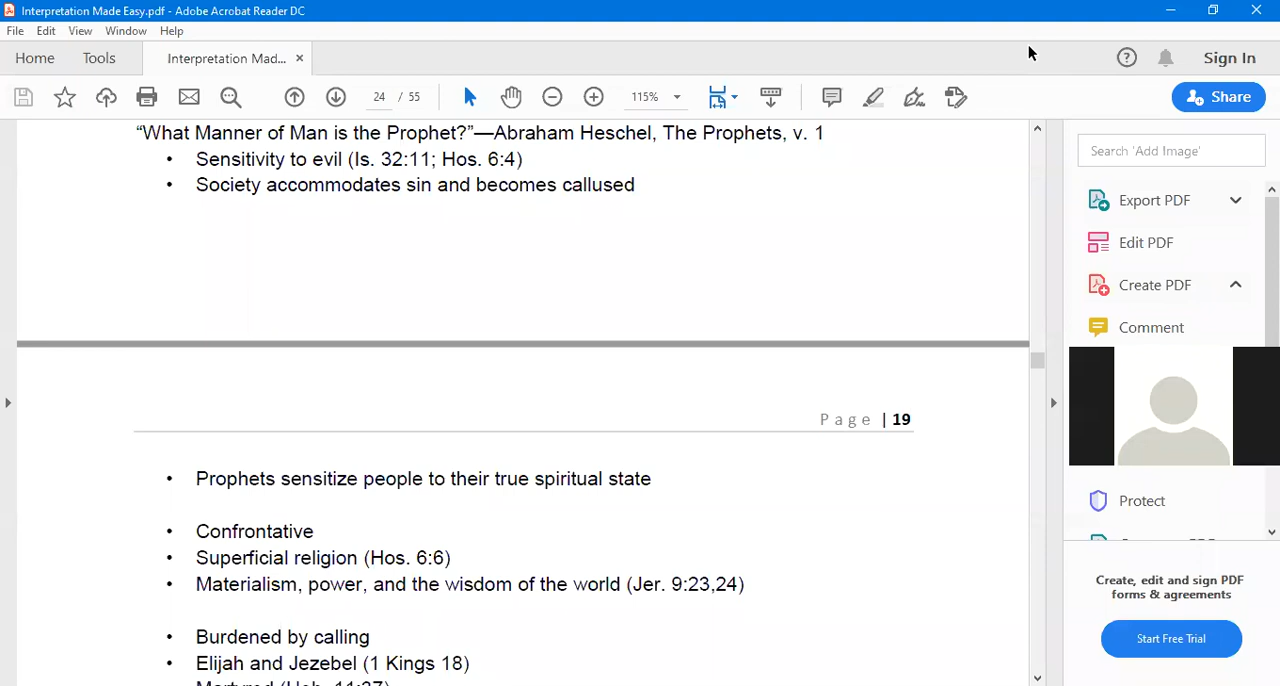 Interpretation Made Easy.pdf - Adobe Acrobat Reader DC
File Edit View Window Help
Home Tools Interpretation Mad... × Sign In
24 / 55 115% Share
“What Manner of Man is the Prophet?”—Abraham Heschel, The Prophets, v. 1
• Sensitivity to evil (Is. 32:11; Hos. 6:4)
• Society accommodates sin and becomes callused
Page | 19
• Prophets sensitize people to their true spiritual state
• Confrontative
• Superficial religion (Hos. 6:6)
• Materialism, power, and the wisdom of the world (Jer. 9:23,24)
• Burdened by calling
• Elijah and Jezebel (1 Kings 18)
Search 'Add Image'
Export PDF
Edit PDF
Create PDF
Comment
Protect
Create, edit and sign PDF
forms & agreements
Start Free Trial